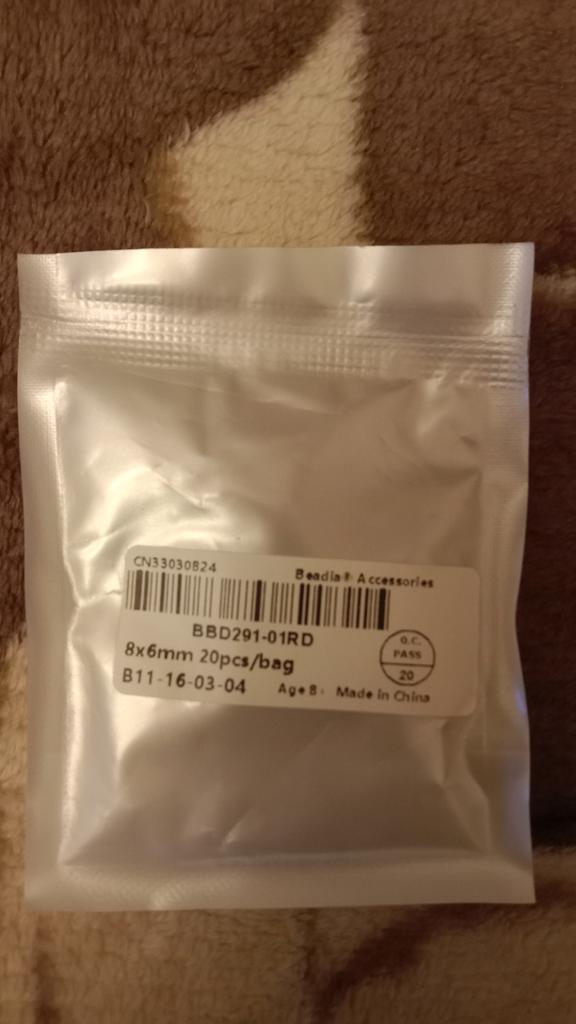 CN33030824
Beadia® Accessories
BBD291-01RD
8x6mm 20pcs/bag
Q.C.
PASS
20
B11-16-03-04
Age 8+ Made in China